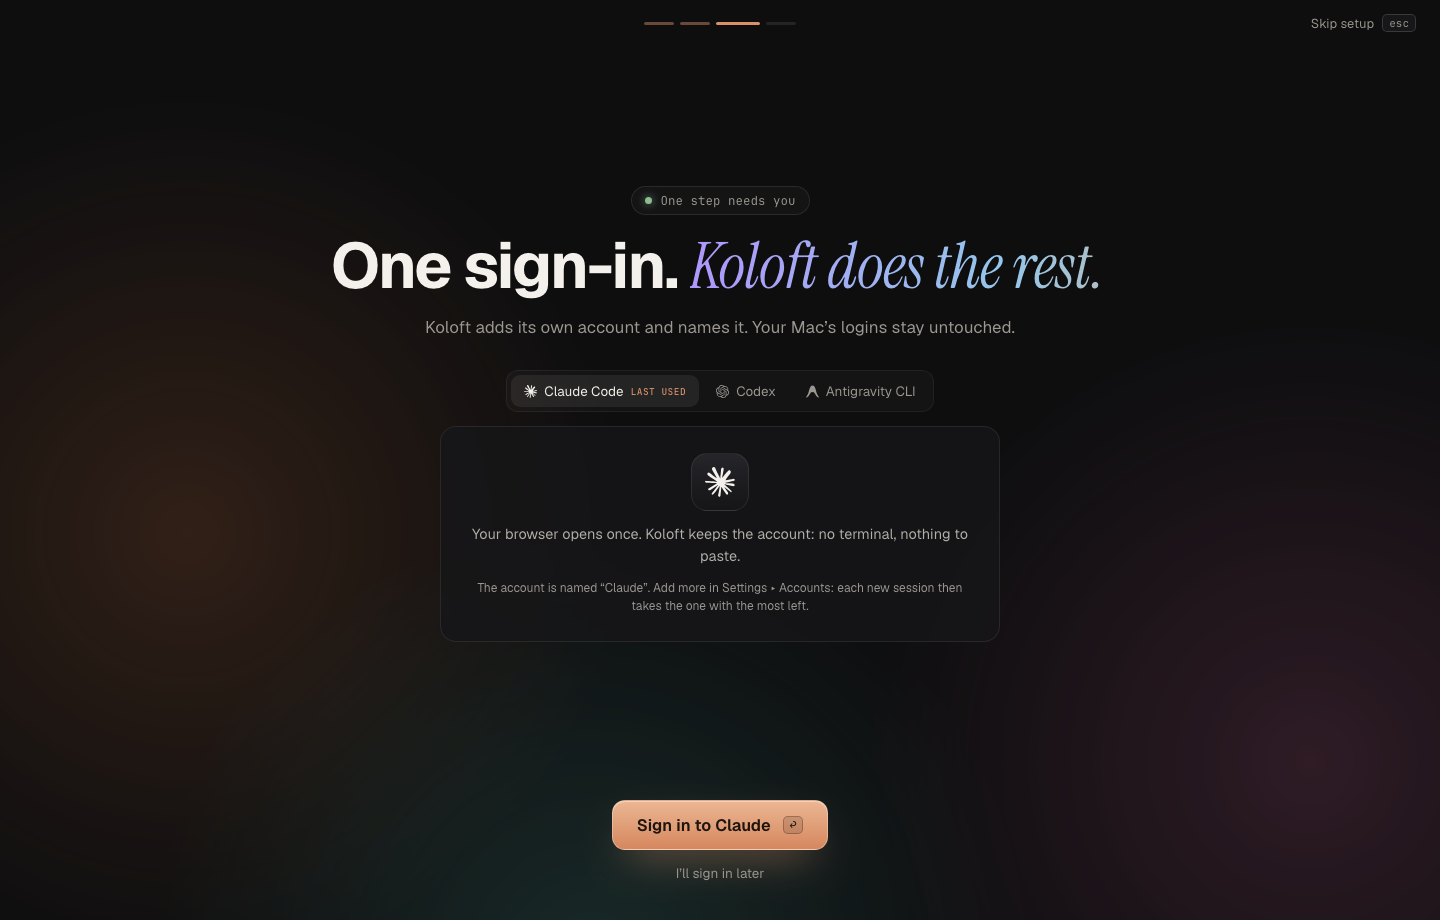 Skip setup esc
One step needs you
One sign-in. Koloft does the rest.
Koloft adds its own account and names it. Your Mac’s logins stay untouched.
Claude Code LAST USED Codex Antigravity CLI
Your browser opens once. Koloft keeps the account: no terminal, nothing to
paste.
The account is named “Claude”. Add more in Settings ▸ Accounts: each new session then
takes the one with the most left.
Sign in to Claude
I’ll sign in later